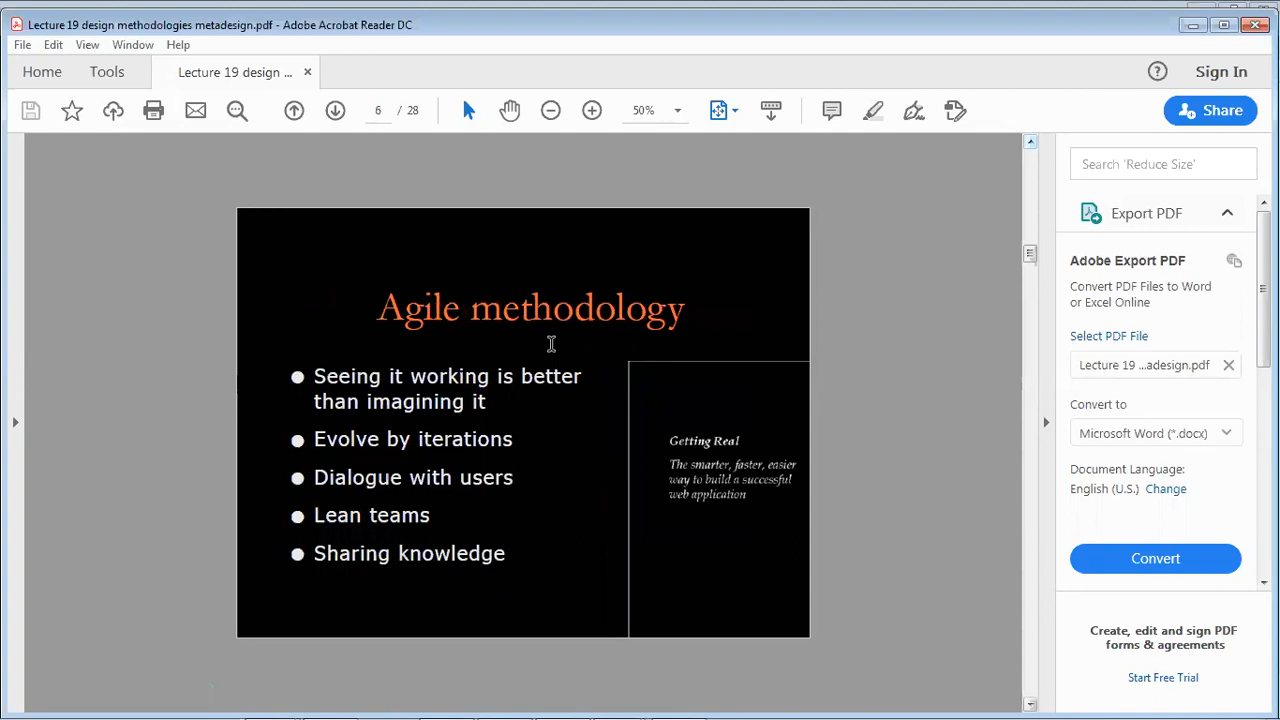 Lecture 19 design methodologies metadesign.pdf - Adobe Acrobat Reader DC
File Edit View Window Help
Home Tools Lecture 19 design ... × Sign In
6 / 28 50% Share
Search 'Reduce Size'
Export PDF
Adobe Export PDF
Convert PDF Files to Word
or Excel Online
Select PDF File
Lecture 19 ...adesign.pdf
Convert to
Microsoft Word (*.docx)
Document Language:
English (U.S.) Change
Convert
Create, edit and sign PDF
forms & agreements
Start Free Trial
Agile methodology
● Seeing it working is better
than imagining it
● Evolve by iterations
● Dialogue with users
● Lean teams
● Sharing knowledge
Getting Real
The smarter, faster, easier
way to build a successful
web application